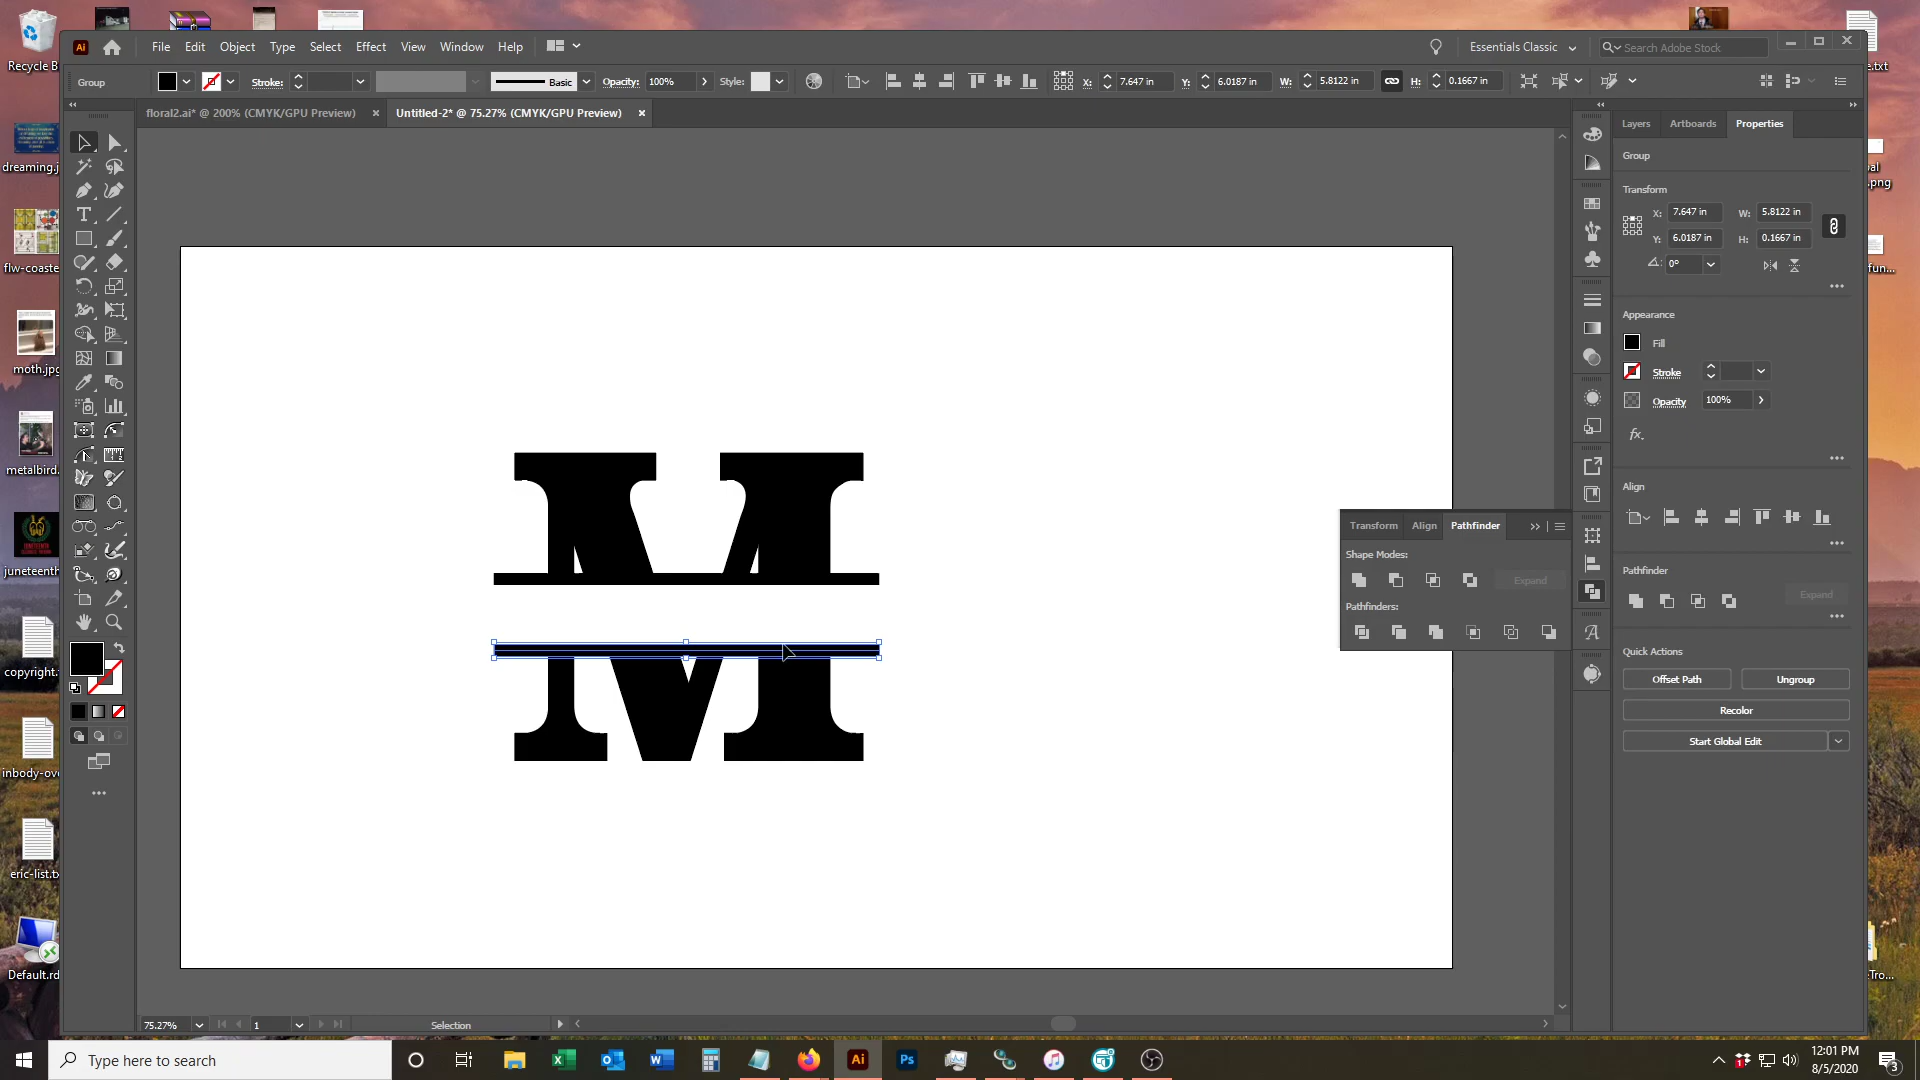 Recycle B
e.txt
Ai
File Edit Object Type Select Effect View Window Help
Essentials Classic
Search Adobe Stock
Group
Stroke:
Basic
Opacity: 100%
Style:
X: 7.647 in
Y: 6.0187 in
W: 5.8122 in
H: 0.1667 in
floral2.ai* @ 200% (CMYK/GPU Preview) ×
Untitled-2* @ 75.27% (CMYK/GPU Preview) ×
Layers Artboards Properties
Group
Transform
X: 7.647 in W: 5.8122 in
Y: 6.0187 in H: 0.1667 in
0°
Appearance
Fill
Stroke
Opacity 100%
fx.
Align
Pathfinder
Expand
Quick Actions
Offset Path Ungroup
Recolor
Start Global Edit
Transform Align Pathfinder
Shape Modes:
Expand
Pathfinders:
M
dreaming.j
flw-coaste
moth.jpg
metalbird.
juneteenth
copyright.
inbody-ov
eric-list.tx
Default.rd
.png
fun...
Tro...
75.27%
1
Selection
Type here to search
Ai
Ps
12:01 PM
8/5/2020
3